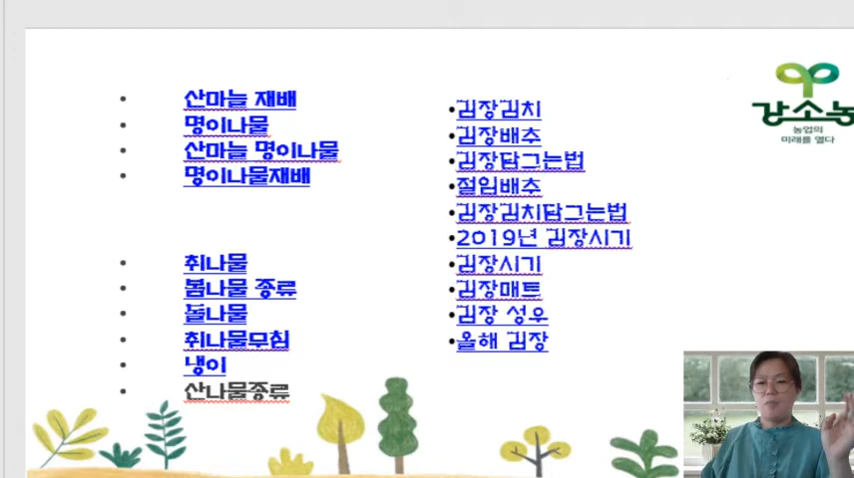 산마늘 재배
명이나물
산마늘 명이나물
명이나물재배
취나물
봄나물 종류
돌나물
취나물무침
냉이
산나물종류
김장김치
김장배추
김장담그는법
절임배추
김장김치담그는법
2019년 김장시기
김장시기
김장매트
김장 성우
올해 김장
강소농
농업의
미래를 열다